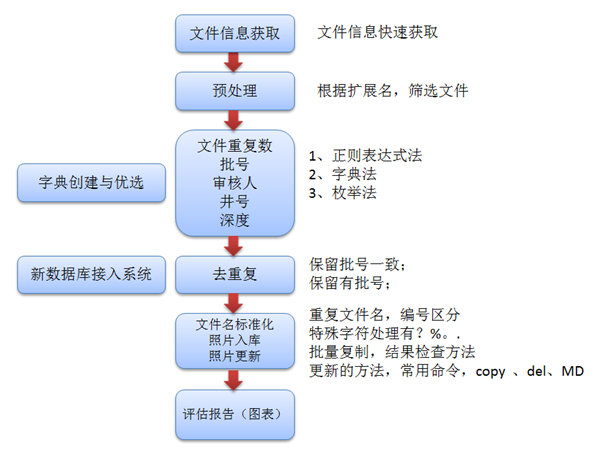 文件信息获取
文件信息快速获取
预处理
根据扩展名，筛选文件
文件重复数
批号
审核人
井号
深度
字典创建与优选
1、正则表达式法
2、字典法
3、枚举法
新数据库接入系统
去重复
保留批号一致；
保留有批号；
文件名标准化
照片入库
照片更新
重复文件名，编号区分
特殊字符处理有？%。.
批量复制，结果检查方法
更新的方法，常用命令，copy 、del、MD
评估报告（图表）